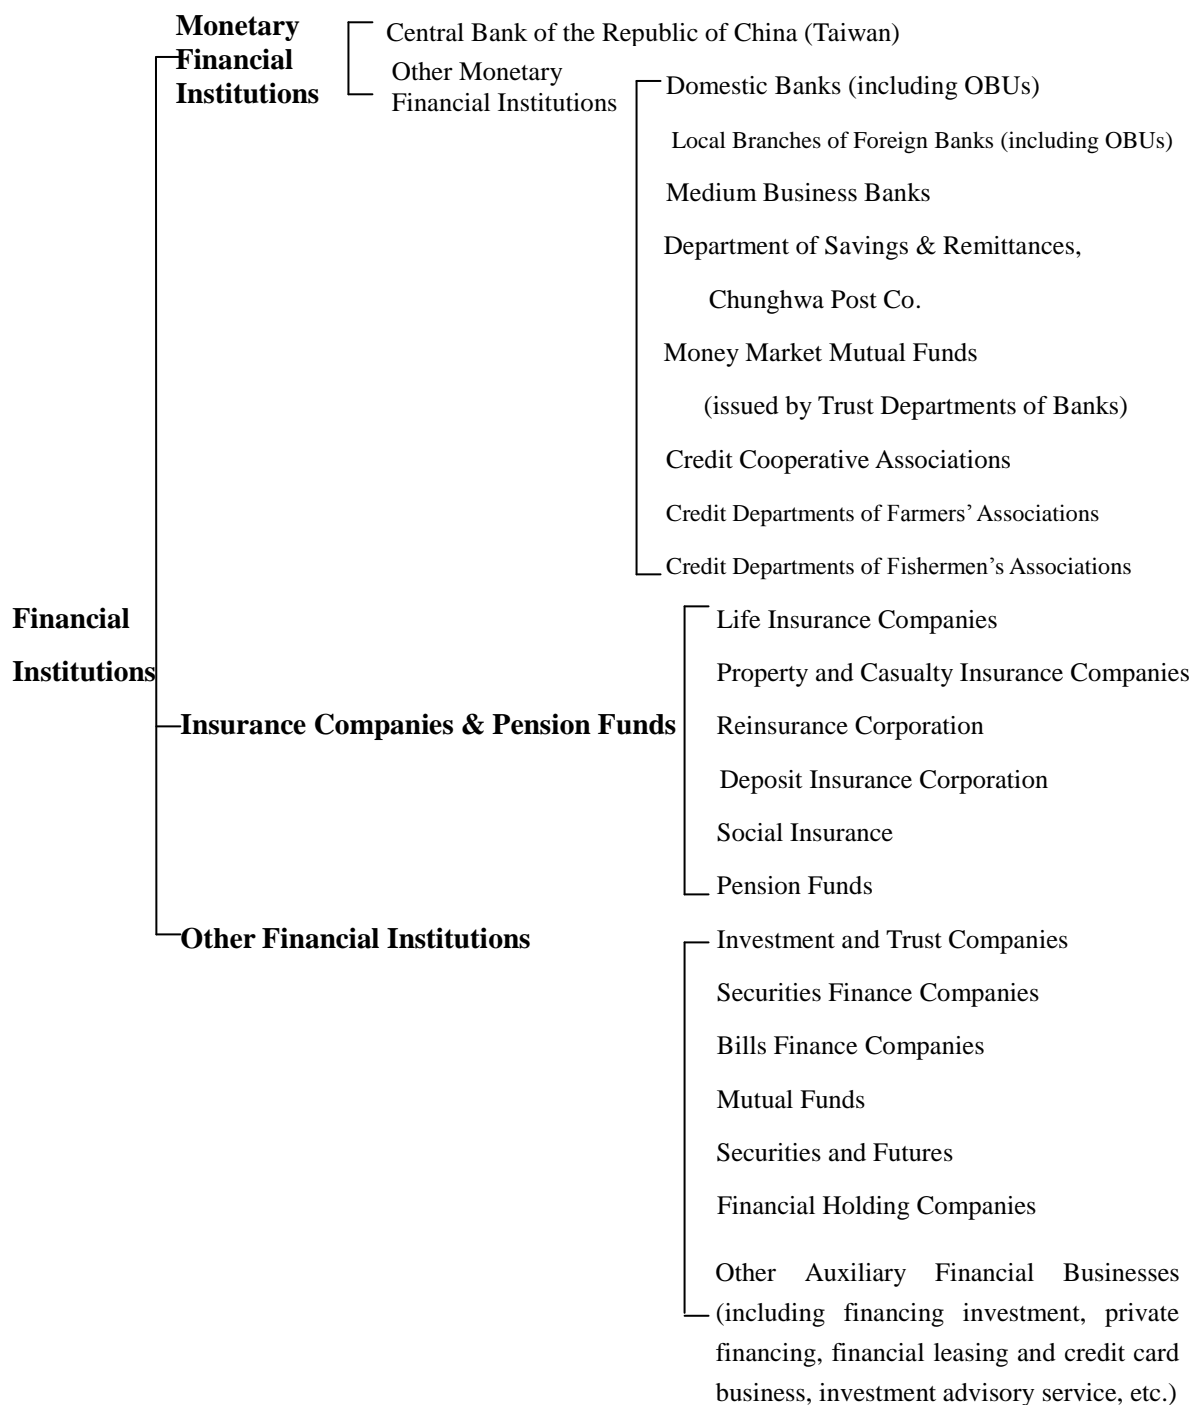 Monetary
Financial
Institutions
Central Bank of the Republic of China (Taiwan)
Other Monetary
Financial Institutions
Domestic Banks (including OBUs)
Local Branches of Foreign Banks (including OBUs)
Medium Business Banks
Department of Savings & Remittances,
Chunghwa Post Co.
Money Market Mutual Funds
(issued by Trust Departments of Banks)
Credit Cooperative Associations
Credit Departments of Farmers’ Associations
Credit Departments of Fishermen’s Associations
Financial
Institutions
Insurance Companies & Pension Funds
Life Insurance Companies
Property and Casualty Insurance Companies
Reinsurance Corporation
Deposit Insurance Corporation
Social Insurance
Pension Funds
Other Financial Institutions
Investment and Trust Companies
Securities Finance Companies
Bills Finance Companies
Mutual Funds
Securities and Futures
Financial Holding Companies
Other Auxiliary Financial Businesses
(including financing investment, private
financing, financial leasing and credit card
business, investment advisory service, etc.)